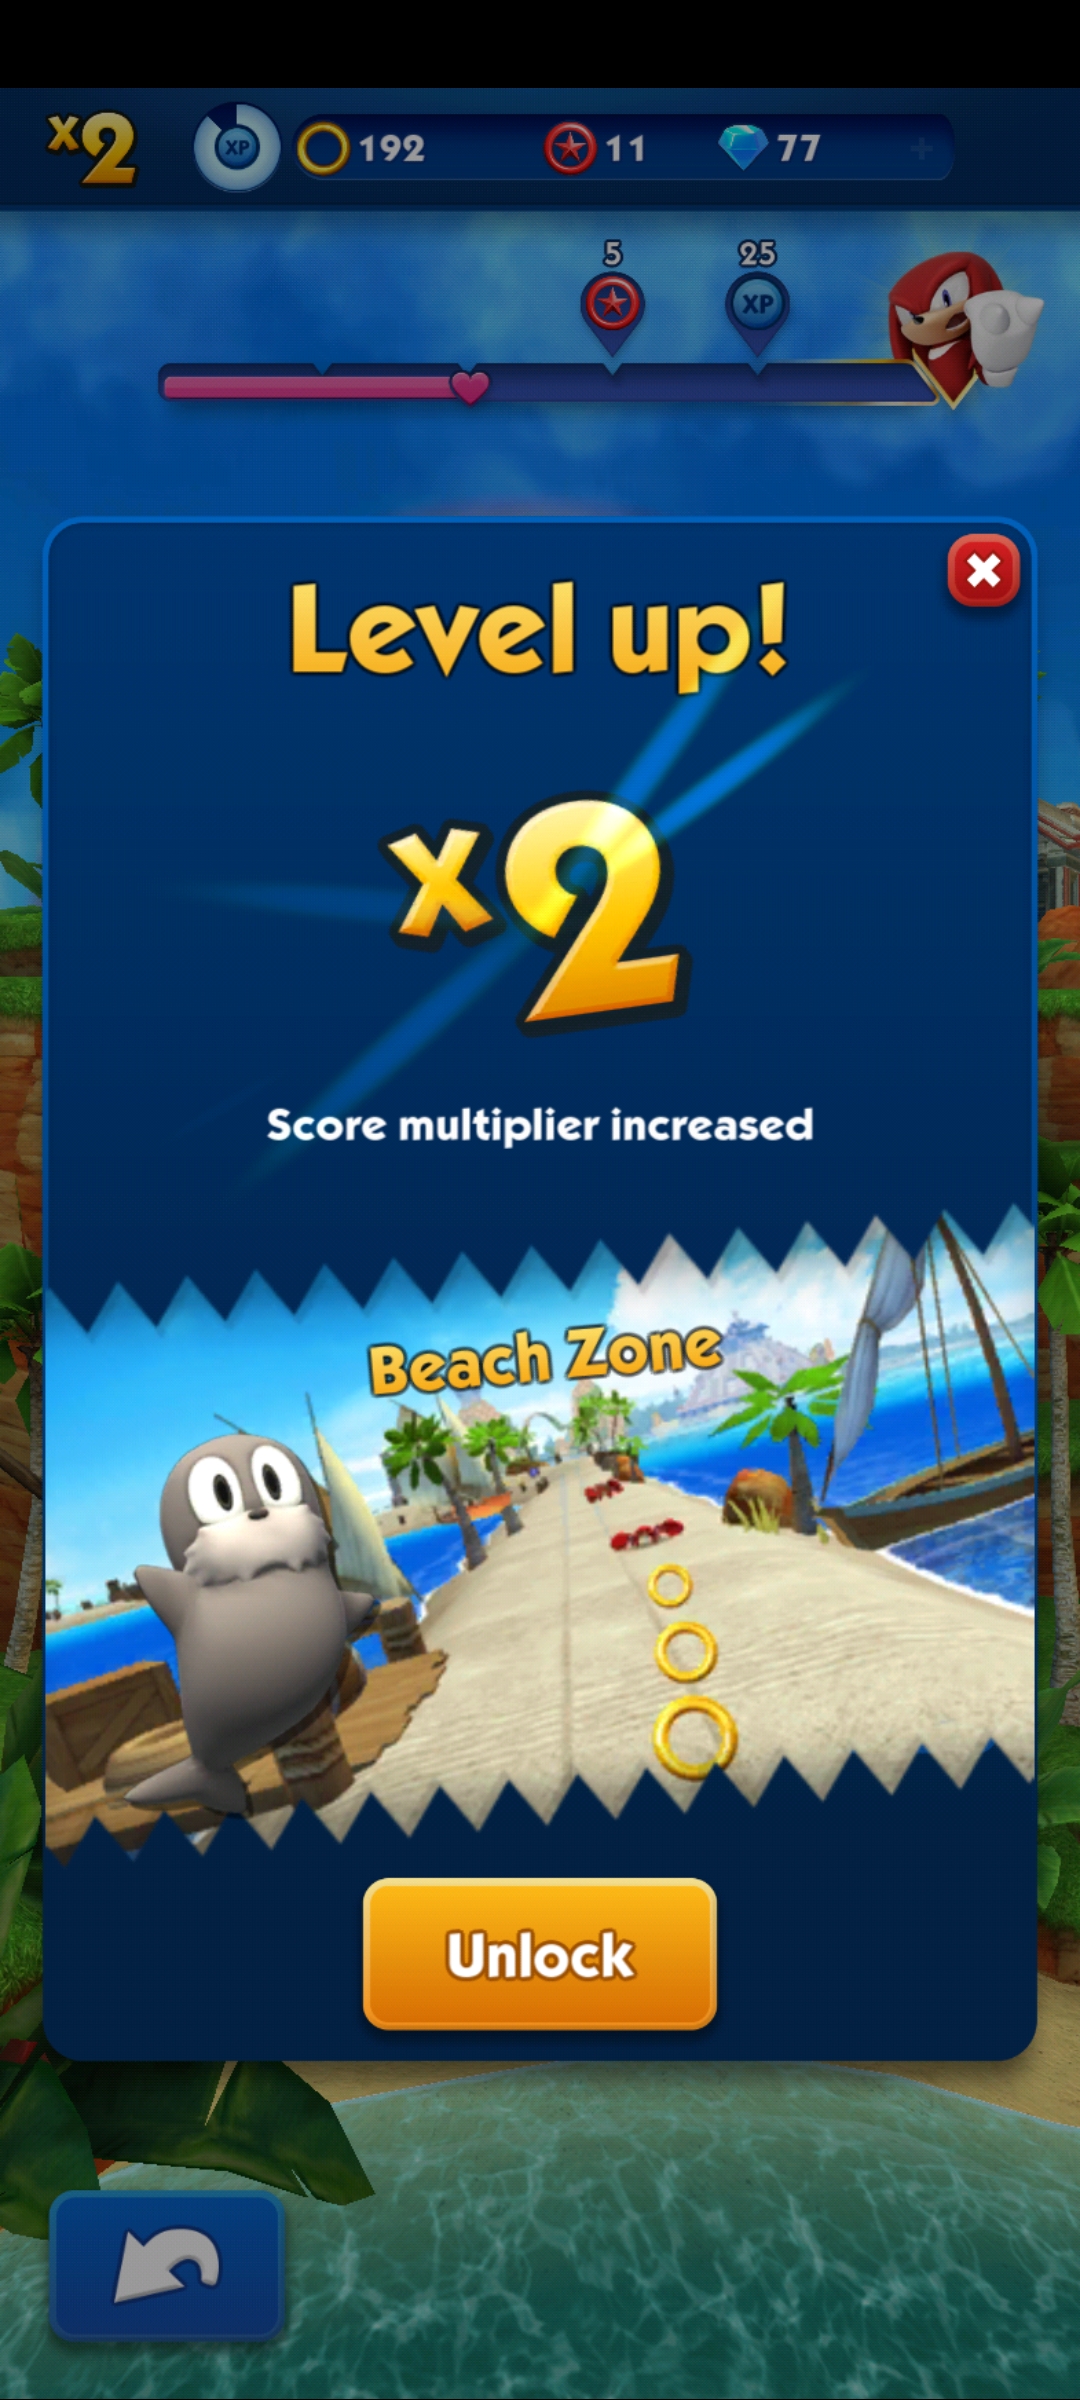 x2 XP 192 11 77 +
5 25
XP
Level up!
x2
Score multiplier increased
Beach Zone
Unlock